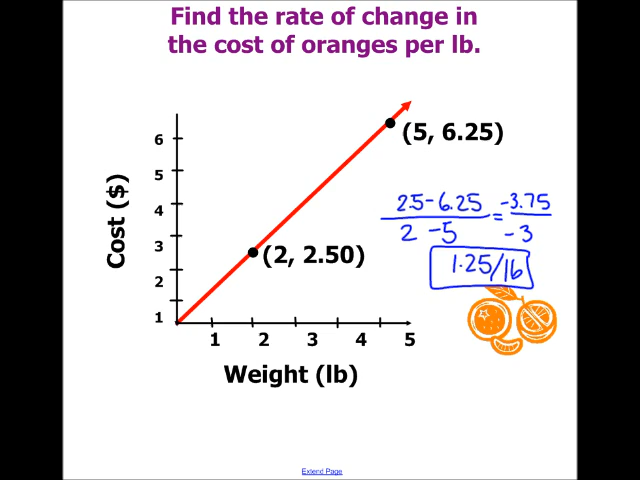 Find the rate of change in
the cost of oranges per lb.
6
5
4
3
2
1
Cost ($)
(5, 6.25)
(2, 2.50)
2.5-6.25 = -3.75
2 -5 -3
1.25/lb
1 2 3 4 5
Weight (lb)
Extend Page